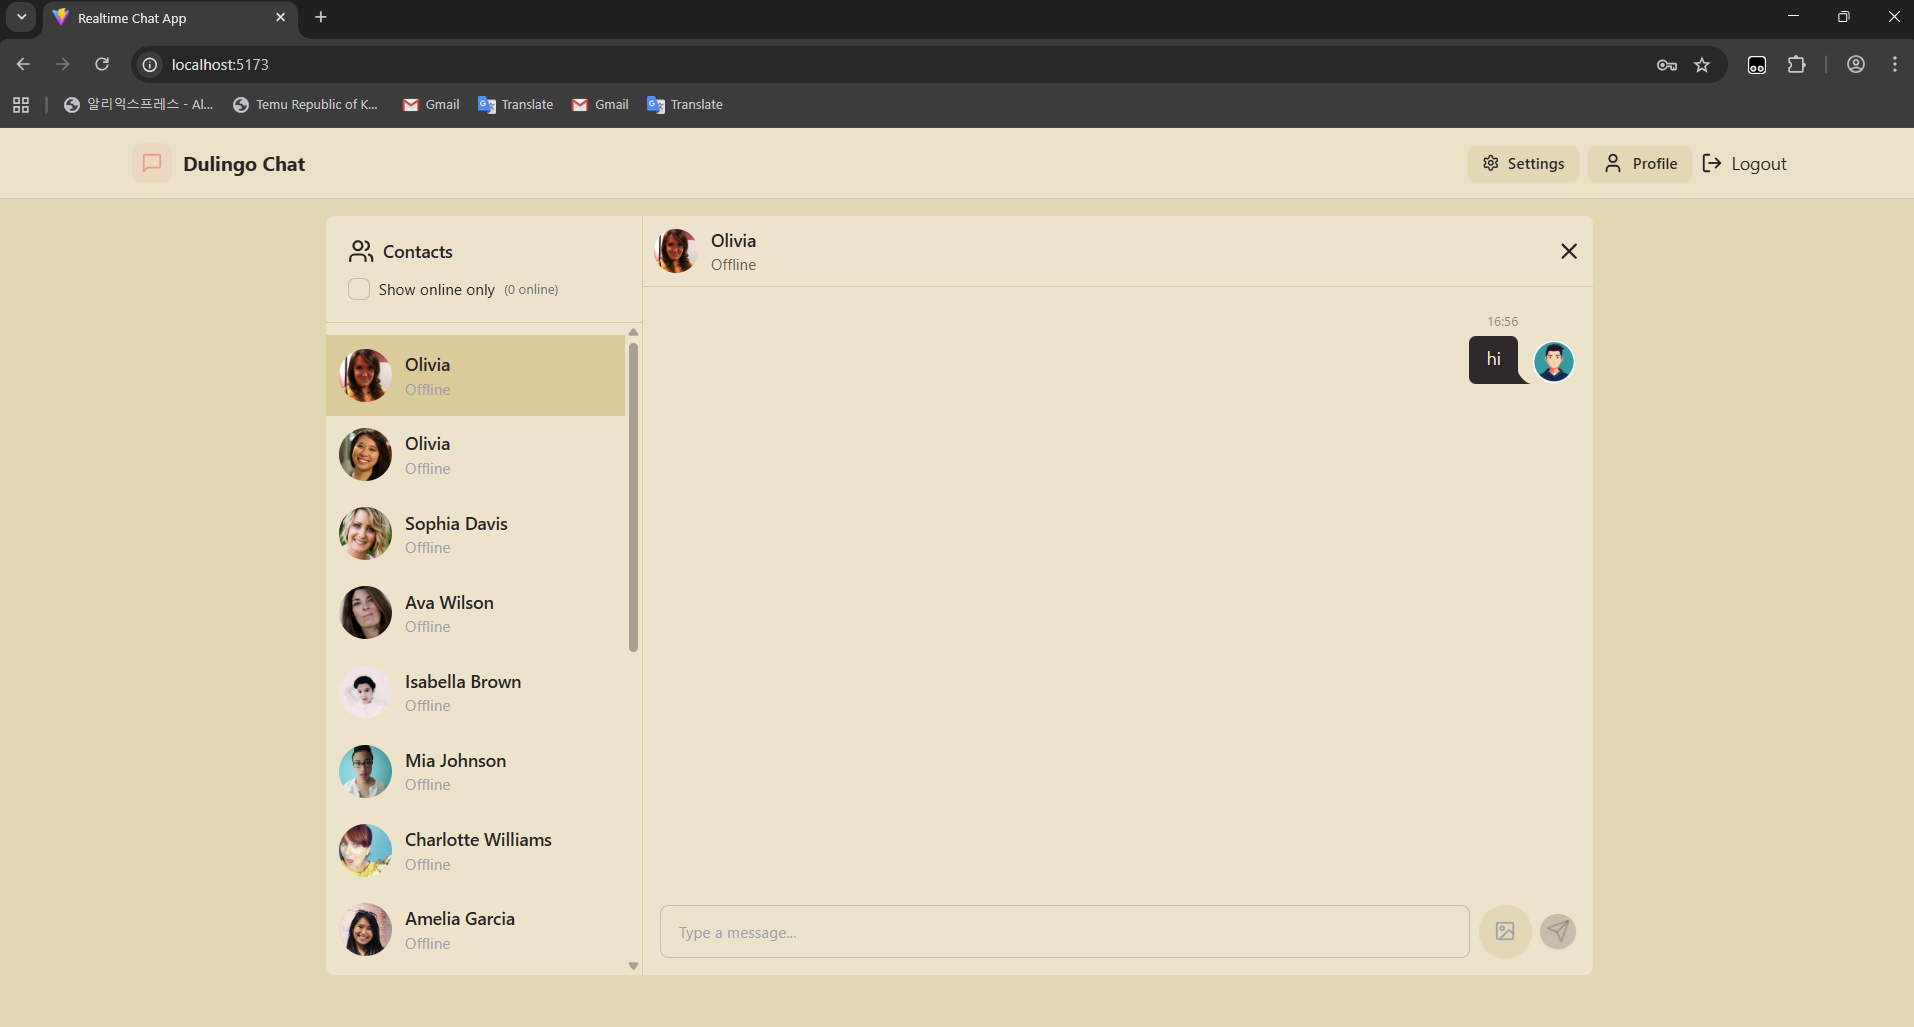 Realtime Chat App
localhost:5173
알리익스프레스 - Al...
Temu Republic of K...
Gmail
Translate
Gmail
Translate
Dulingo Chat
Settings
Profile
Logout
Contacts
Show online only (0 online)
Olivia
Offline
Olivia
Offline
Sophia Davis
Offline
Ava Wilson
Offline
Isabella Brown
Offline
Mia Johnson
Offline
Charlotte Williams
Offline
Amelia Garcia
Offline
Olivia
Offline
16:56
hi
Type a message...